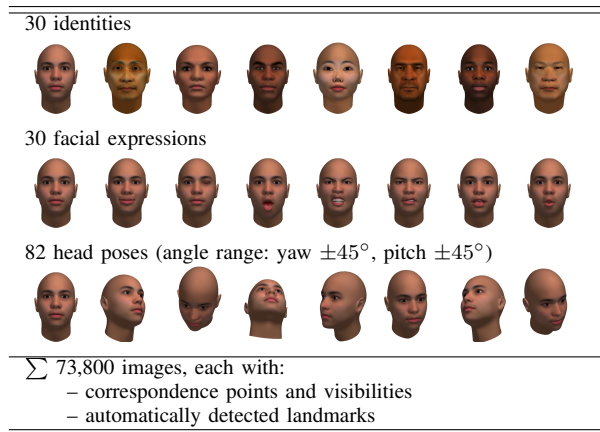 30 identities
30 facial expressions
82 head poses (angle range: yaw ±45°, pitch ±45°)
∑ 73,800 images, each with:
– correspondence points and visibilities
– automatically detected landmarks